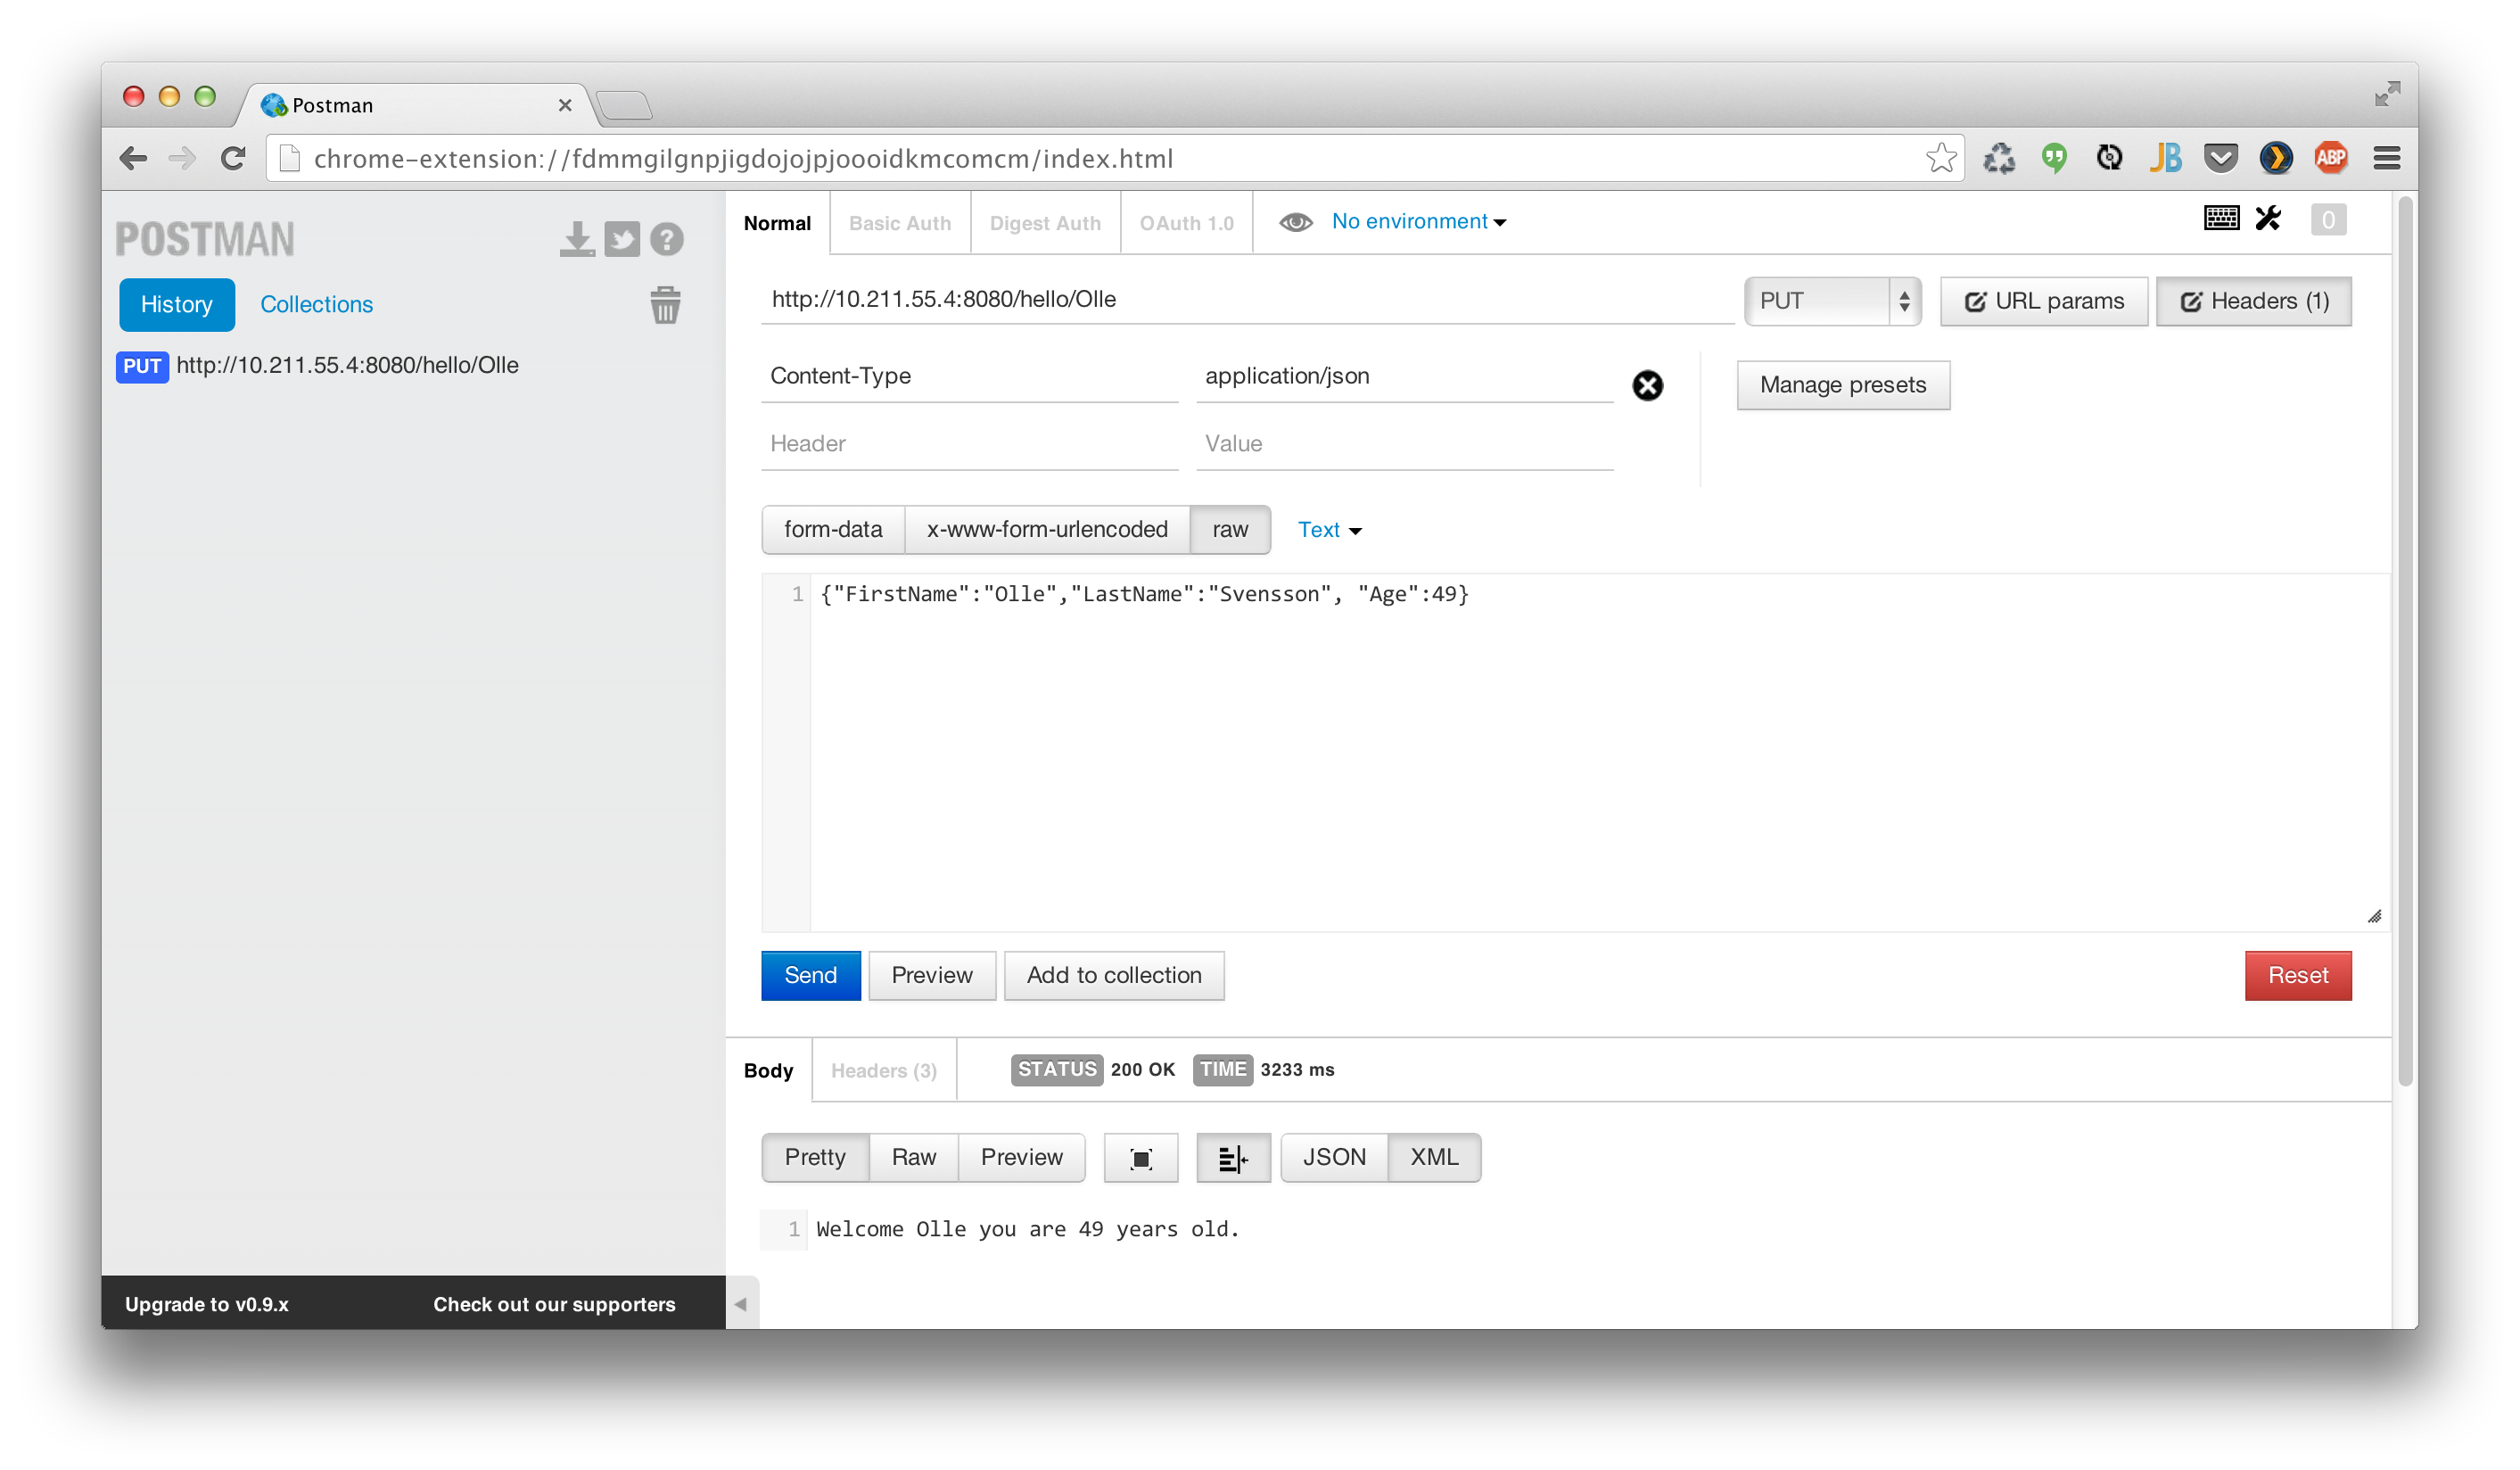 Postman
chrome-extension://fdmmgilgnpjigdojojpjoooidkmcomcm/index.html
JB
ABP
POSTMAN
History
Collections
PUT http://10.211.55.4:8080/hello/Olle
Upgrade to v0.9.x
Check out our supporters
Normal
Basic Auth
Digest Auth
OAuth 1.0
No environment
0
http://10.211.55.4:8080/hello/Olle
PUT
URL params
Headers (1)
Content-Type
application/json
Manage presets
Header
Value
form-data
x-www-form-urlencoded
raw
Text
1 {"FirstName":"Olle","LastName":"Svensson", "Age":49}
Send
Preview
Add to collection
Reset
Body
Headers (3)
STATUS 200 OK TIME 3233 ms
Pretty
Raw
Preview
JSON
XML
1 Welcome Olle you are 49 years old.